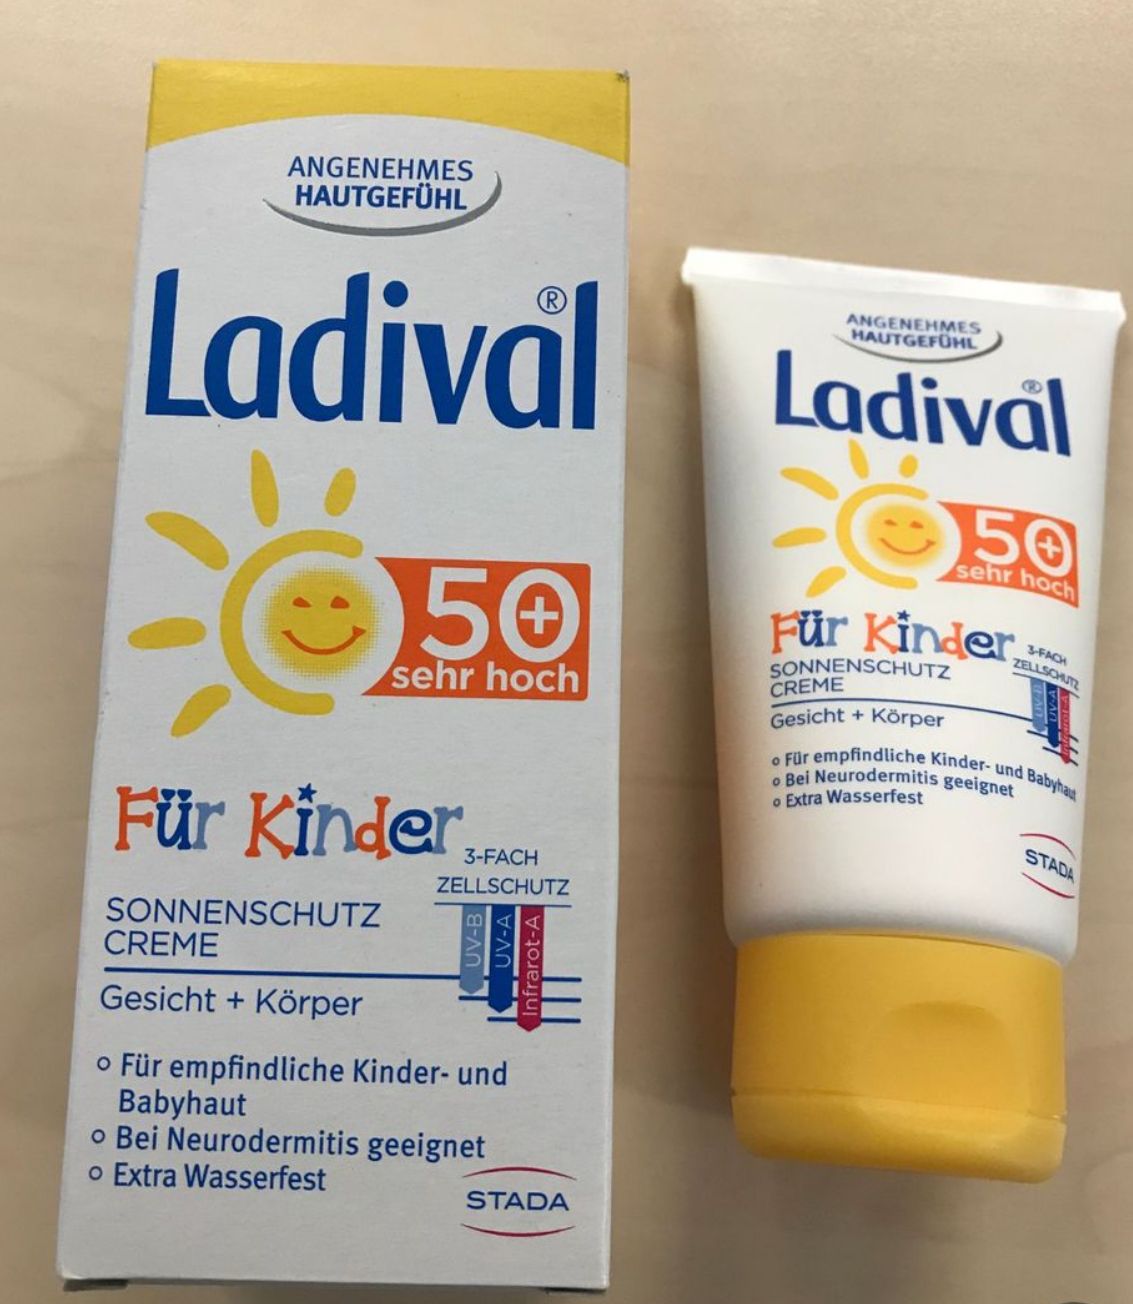 ANGENEHMES
HAUTGEFÜHL
Ladival®
50+
sehr hoch
Für Kinder
3-FACH
ZELLSCHUTZ
SONNENSCHUTZ
CREME
UV-B
UV-A
Infrarot-A
Gesicht + Körper
Für empfindliche Kinder- und
Babyhaut
Bei Neurodermitis geeignet
Extra Wasserfest
STADA
ANGENEHMES
HAUTGEFÜHL
Ladival®
50+
sehr hoch
Für Kinder
3-FACH
ZELLSCHUTZ
SONNENSCHUTZ
CREME
UV-B
UV-A
Infrarot-A
Gesicht + Körper
Für empfindliche Kinder- und Babyhaut
Bei Neurodermitis geeignet
Extra Wasserfest
STADA